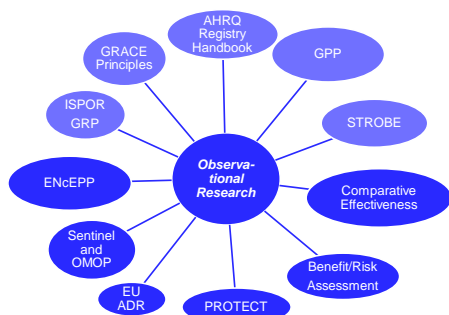 AHRQ
Registry
Handbook
GRACE
Principles
GPP
ISPOR
GRP
STROBE
Observa-
tional
Research
ENcEPP
Comparative
Effectiveness
Sentinel
and
OMOP
Benefit/Risk
Assessment
EU
ADR
PROTECT